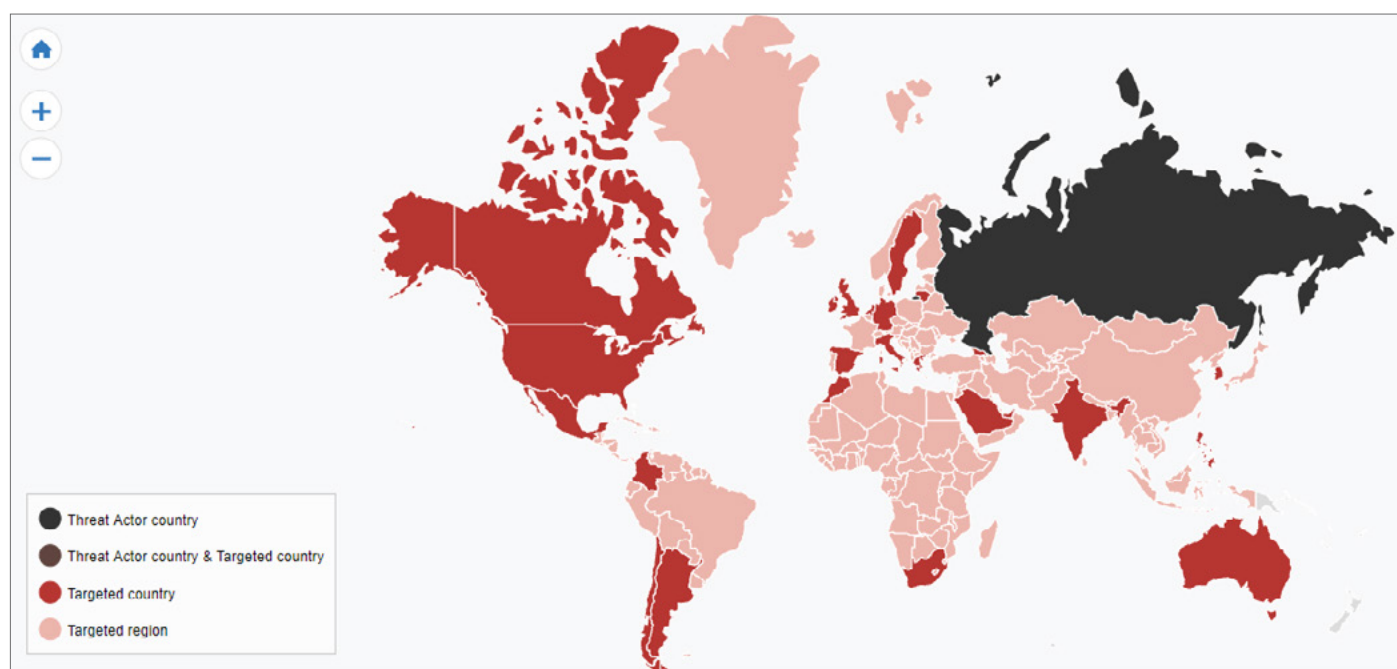 +
−
Threat Actor country
Threat Actor country & Targeted country
Targeted country
Targeted region